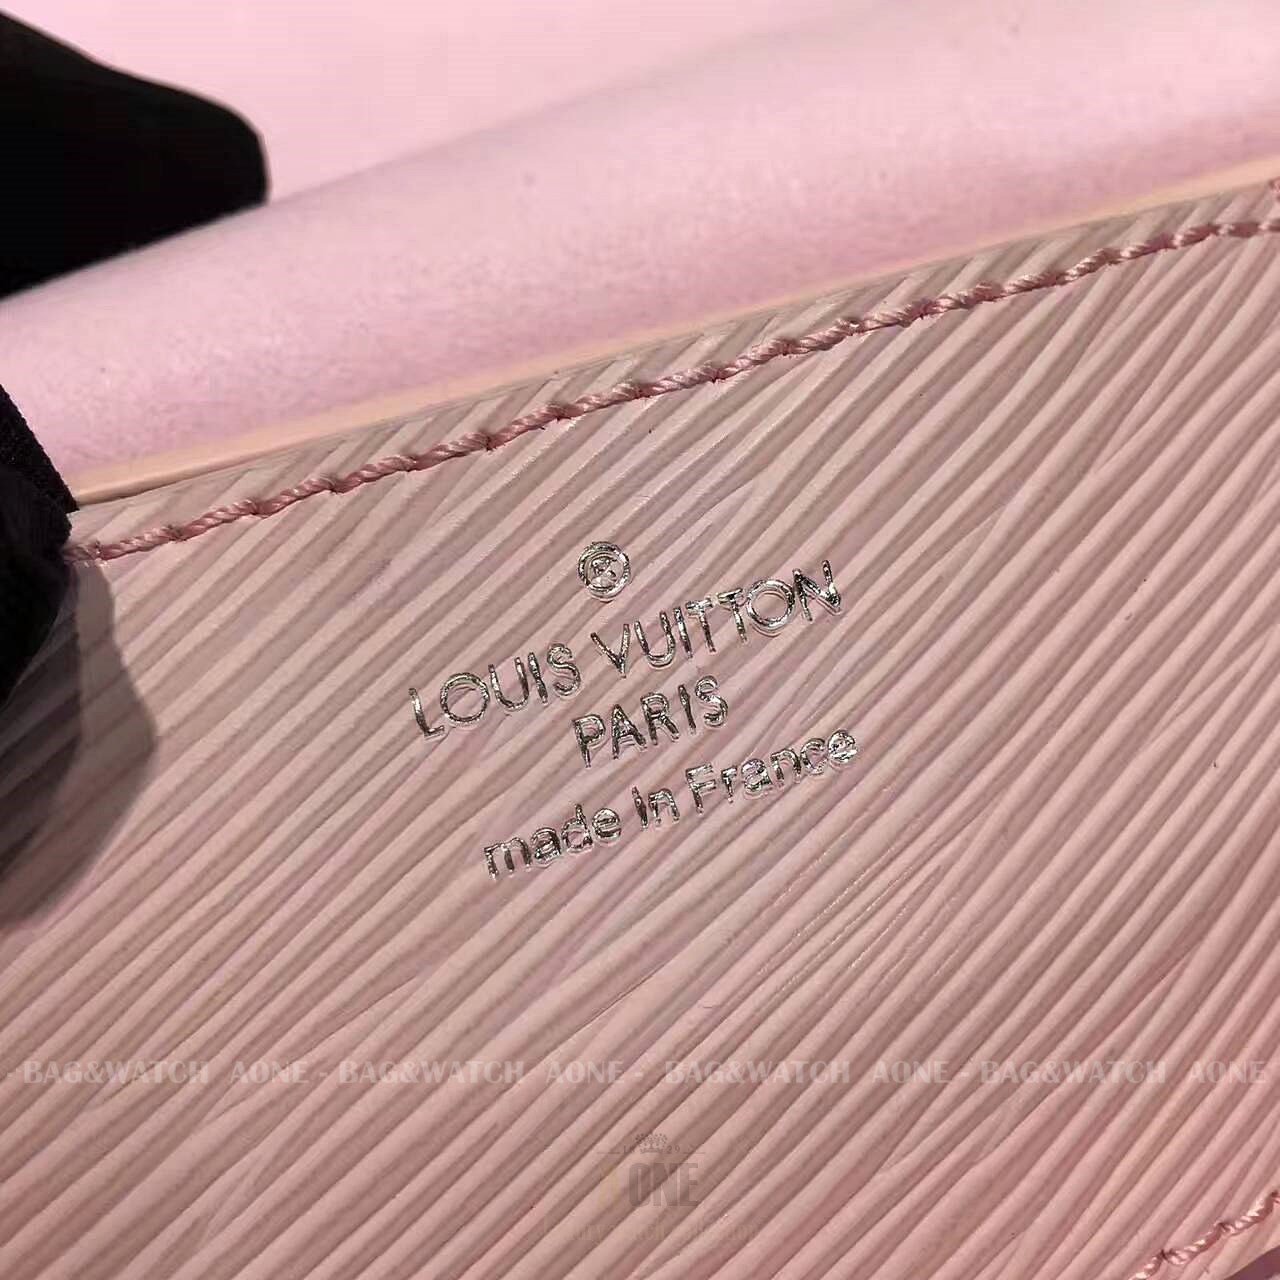 ®
LOUIS VUITTON
PARIS
made in France
- BAG&WATCH AONE - BAG&WATCH AONE - BAG&WATCH AONE - BAG&WATCH AONE
ONE